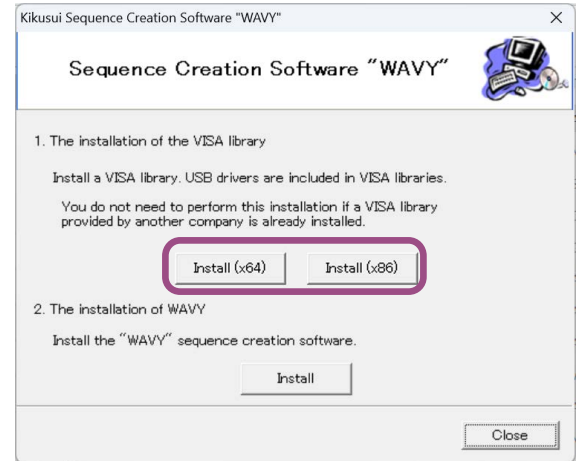 Kikusui Sequence Creation Software "WAVY"
Sequence Creation Software "WAVY"
1. The installation of the VISA library
Install a VISA library. USB drivers are included in VISA libraries.
You do not need to perform this installation if a VISA library
provided by another company is already installed.
Install (x64) Install (x86)
2. The installation of WAVY
Install the "WAVY" sequence creation software.
Install
Close